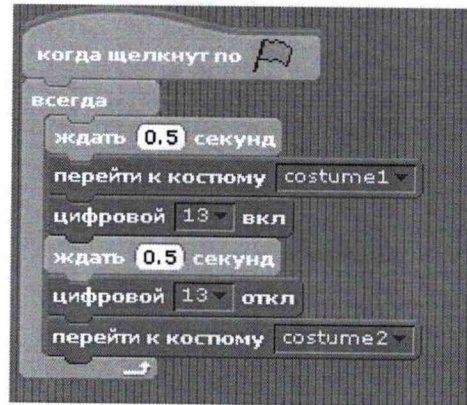 когда щелкнут по
всегда
ждать 0.5 секунд
перейти к костюму costume1
цифровой 13 вкл
ждать 0.5 секунд
цифровой 13 откл
перейти к костюму costume2